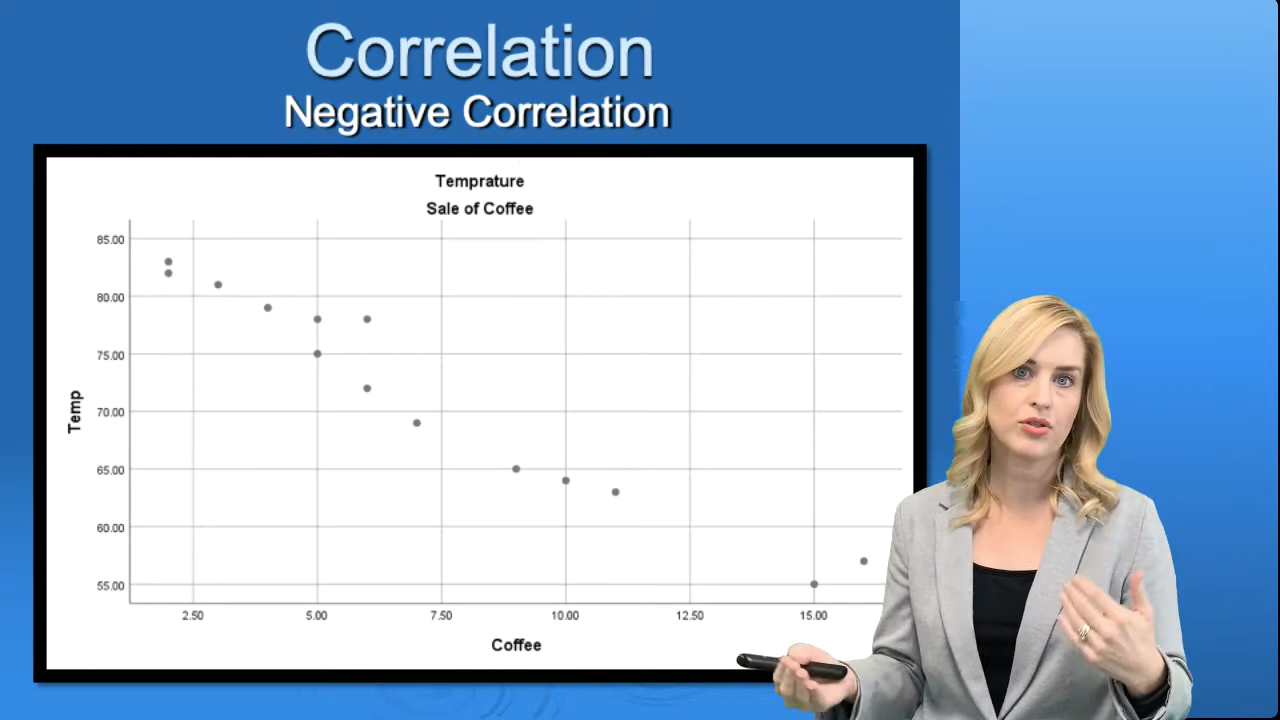 Correlation
Negative Correlation
Temprature
Sale of Coffee
85.00
80.00
75.00
70.00
65.00
60.00
55.00
Temp
2.50 5.00 7.50 10.00 12.50 15.00
Coffee